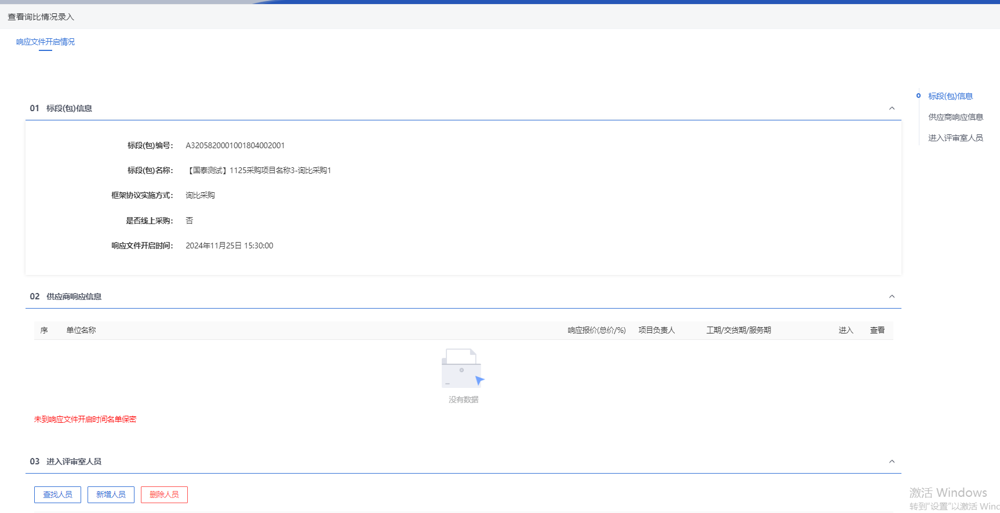 查看询比情况录入
响应文件开启情况
标段(包)信息
供应商响应信息
进入评审室人员
01 标段(包)信息
标段(包)编号： A3205820001001804002001
标段(包)名称： 【国泰测试】1125采购项目名称3-询比采购1
框架协议实施方式： 询比采购
是否线上采购： 否
响应文件开启时间： 2024年11月25日 15:30:00
02 供应商响应信息
序 单位名称 响应报价(总价/%) 项目负责人 工期/交货期/服务期 进入 查看
没有数据
未到响应文件开启时间名单保密
03 进入评审室人员
查找人员 新增人员 删除人员
激活 Windows
转到"设置"以激活 Wind